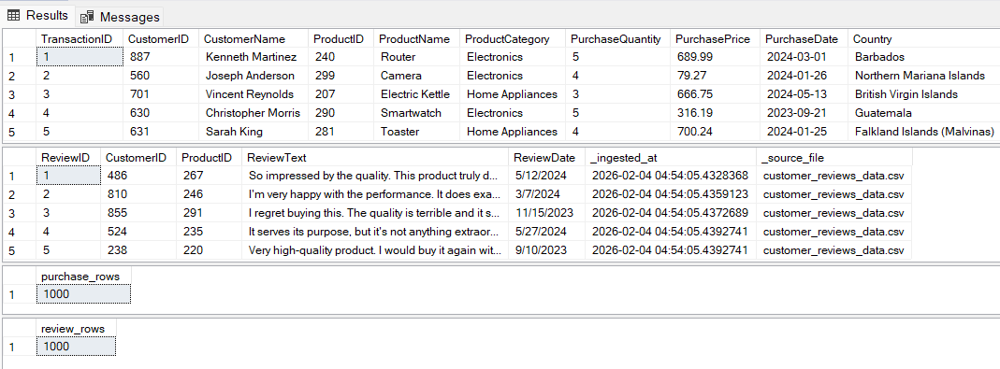 Results Messages
TransactionID CustomerID CustomerName ProductID ProductName ProductCategory PurchaseQuantity PurchasePrice PurchaseDate Country
1 1 887 Kenneth Martinez 240 Router Electronics 5 689.99 2024-03-01 Barbados
2 2 560 Joseph Anderson 299 Camera Electronics 4 79.27 2024-01-26 Northern Mariana Islands
3 3 701 Vincent Reynolds 207 Electric Kettle Home Appliances 3 666.75 2024-05-13 British Virgin Islands
4 4 630 Christopher Morris 290 Smartwatch Electronics 5 316.19 2023-09-21 Guatemala
5 5 631 Sarah King 281 Toaster Home Appliances 4 700.24 2024-01-25 Falkland Islands (Malvinas)
ReviewID CustomerID ProductID ReviewText ReviewDate _ingested_at _source_file
1 1 486 267 So impressed by the quality. This product truly d... 5/12/2024 2026-02-04 04:54:05.4328368 customer_reviews_data.csv
2 2 810 246 I'm very happy with the performance. It does exa... 3/7/2024 2026-02-04 04:54:05.4359123 customer_reviews_data.csv
3 3 855 291 I regret buying this. The quality is terrible and it s... 11/15/2023 2026-02-04 04:54:05.4372689 customer_reviews_data.csv
4 4 524 235 It serves its purpose, but it's not anything extraor... 5/27/2024 2026-02-04 04:54:05.4392741 customer_reviews_data.csv
5 5 238 220 Very high-quality product. I would buy it again wit... 9/10/2023 2026-02-04 04:54:05.4392741 customer_reviews_data.csv
purchase_rows
1 1000
review_rows
1 1000